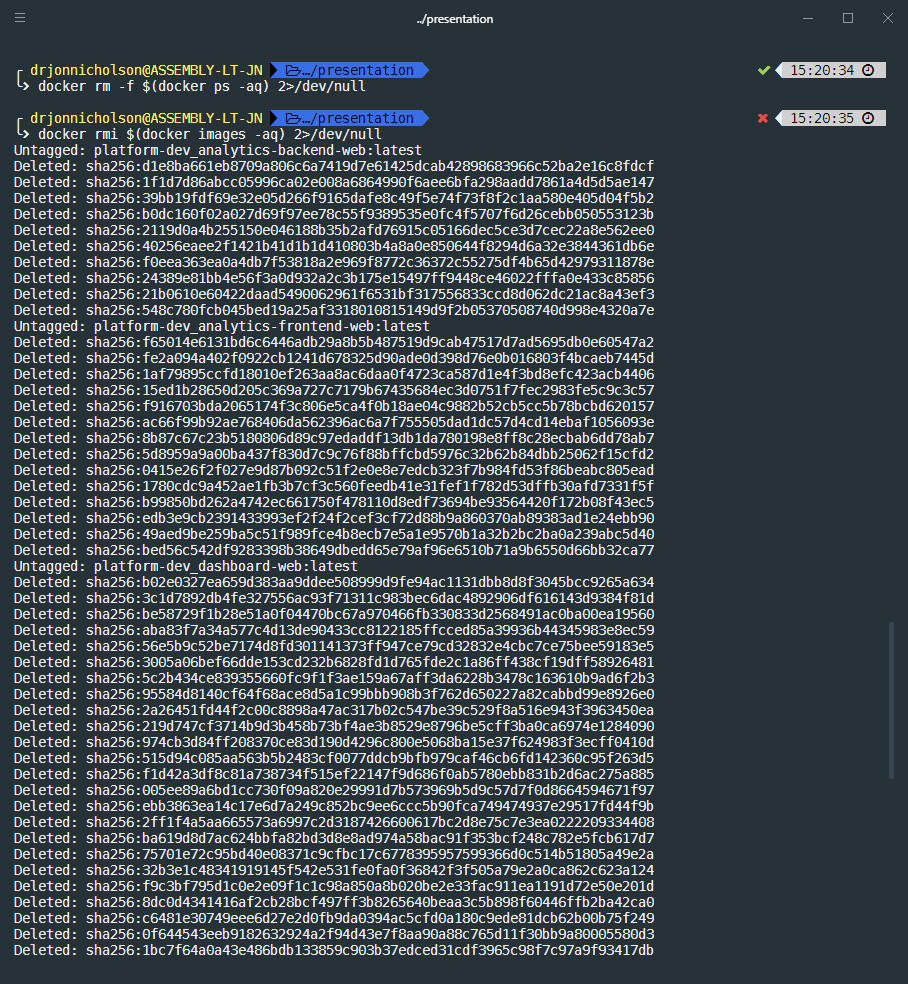 ../presentation
drjonnicholson@ASSEMBLY-LT-JN …/presentation 15:20:34
docker rm -f $(docker ps -aq) 2>/dev/null
drjonnicholson@ASSEMBLY-LT-JN …/presentation 15:20:35
docker rmi $(docker images -aq) 2>/dev/null
Untagged: platform-dev_analytics-backend-web:latest
Deleted: sha256:d1e8ba661eb8709a806c6a7419d7e61425dcab42898683966c52ba2e16c8fdcf
Deleted: sha256:1f1d7d86abcc05996ca02e008a6864990f6aee6bfa298aadd7861a4d5d5ae147
Deleted: sha256:39bb19fdf69e32e05d266f9165dafe8c49f5e74f73f8f2c1aa580e405d04f5b2
Deleted: sha256:b0dc160f02a027d69f97ee78c55f9389535e0fc4f5707f6d26cebb050553123b
Deleted: sha256:2119d0a4b255150e046188b35b2afd76915c05166dec5ce3d7cec22a8e562ee0
Deleted: sha256:40256eaee2f1421b41d1b1d410803b4a8a0e850644f8294d6a32e3844361db6e
Deleted: sha256:f0eea363ea0a4db7f53818a2e969f8772c36372c55275df4b65d42979311878e
Deleted: sha256:24389e81bb4e56f3a0d932a2c3b175e15497ff9448ce46022fffa0e433c85856
Deleted: sha256:21b0610e60422daad5490062961f6531bf317556833ccd8d062dc21ac8a43ef3
Deleted: sha256:548c780fcb045bed19a25af3318010815149d9f2b05370508740d998e4320a7e
Untagged: platform-dev_analytics-frontend-web:latest
Deleted: sha256:f65014e6131bd6c6446adb29a8b5b487519d9cab47517d7ad5695db0e60547a2
Deleted: sha256:fe2a094a402f0922cb1241d678325d90ade0d398d76e0b016803f4bcaeb7445d
Deleted: sha256:1af79895ccfd18010ef263aa8ac6daa0f4723ca587d1e4f3bd8efc423acb4406
Deleted: sha256:15ed1b28650d205c369a727c7179b67435684ec3d0751f7fec2983fe5c9c3c57
Deleted: sha256:f916703bda2065174f3c806e5ca4f0b18ae04c9882b52cb5cc5b78bcbd620157
Deleted: sha256:ac66f99b92ae768406da562396ac6a7f755505dad1dc57d4cd14ebaf1056093e
Deleted: sha256:8b87c67c23b5180806d89c97edaddf13db1da780198e8ff8c28ecbab6dd78ab7
Deleted: sha256:5d8959a9a00ba437f830d7c9c76f88bffcbd5976c32b62b84dbb25062f15cfd2
Deleted: sha256:0415e26f2f027e9d87b092c51f2e0e8e7edcb323f7b984fd53f86beabc805ead
Deleted: sha256:1780cdc9a452ae1fb3b7cf3c560feedb41e31fef1f782d53dffb30afd7331f5f
Deleted: sha256:b99850bd262a4742ec661750f478110d8edf73694be93564420f172b08f43ec5
Deleted: sha256:edb3e9cb2391433993ef2f24f2cef3cf72d88b9a860370ab89383ad1e24ebb90
Deleted: sha256:49aed9be259ba5c51f989fce4b8ecb7e5a1e9570b1a32b2bc2ba0a239abc5d40
Deleted: sha256:bed56c542df9283398b38649dbedd65e79af96e6510b71a9b6550d66bb32ca77
Untagged: platform-dev_dashboard-web:latest
Deleted: sha256:b02e0327ea659d383aa9ddee508999d9fe94ac1131dbb8d8f3045bcc9265a634
Deleted: sha256:3c1d7892db4fe327556ac93f71311c983bec6dac4892906df616143d9384f81d
Deleted: sha256:be58729f1b28e51a0f04470bc67a970466fb330833d2568491ac0ba00ea19560
Deleted: sha256:aba83f7a34a577c4d13de90433cc8122185ffcced85a39936b44345983e8ec59
Deleted: sha256:56e5b9c52be7174d8fd301141373ff947ce79cd32832e4cbc7ce75bee59183e5
Deleted: sha256:3005a06bef66dde153cd232b6828fd1d765fde2c1a86ff438cf19dff58926481
Deleted: sha256:5c2b434ce839355660fc9f1f3ae159a67aff3da6228b3478c163610b9ad6f2b3
Deleted: sha256:95584d8140cf64f68ace8d5a1c99bbb908b3f762d650227a82cabbd99e8926e0
Deleted: sha256:2a26451fd44f2c00c8898a47ac317b02c547be39c529f8a516e943f3963450ea
Deleted: sha256:219d747cf3714b9d3b458b73bf4ae3b8529e8796be5cff3ba0ca6974e1284090
Deleted: sha256:974cb3d84ff208370ce83d190d4296c800e5068ba15e37f624983f3ecff0410d
Deleted: sha256:515d94c085aa563b5b2483cf0077ddcb9bfb979caf46cb6fd142360c95f263d5
Deleted: sha256:f1d42a3df8c81a738734f515ef22147f9d686f0ab5780ebb831b2d6ac275a885
Deleted: sha256:005ee89a6bd1cc730f09a820e29991d7b573969b5d9c57d7f0d8664594671f97
Deleted: sha256:ebb3863ea14c17e6d7a249c852bc9ee6ccc5b90fca749474937e29517fd44f9b
Deleted: sha256:2ff1f4a5aa665573a6997c2d3187426600617bc2d8e75c7e3ea0222209334408
Deleted: sha256:ba619d8d7ac624bbfa82bd3d8e8ad974a58bac91f353bcf248c782e5fcb617d7
Deleted: sha256:75701e72c95bd40e08371c9cfbc17c6778395957599366d0c514b51805a49e2a
Deleted: sha256:32b3e1c48341919145f542e531fe0fa0f36842f3f505a79e2a0ca862c623a124
Deleted: sha256:f9c3bf795d1c0e2e09f1c1c98a850a8b020be2e33fac911ea1191d72e50e201d
Deleted: sha256:8dc0d4341416af2cb28bcf497ff3b8265640beaa3c5b898f60446ffb2ba42ca0
Deleted: sha256:c6481e30749eee6d27e2d0fb9da0394ac5cfd0a180c9ede81dcb62b00b75f249
Deleted: sha256:0f644543eeb9182632924a2f94d43e7f8aa90a88c765d11f30bb9a80005580d3
Deleted: sha256:1bc7f64a0a43e486bdb133859c903b37edced31cdf3965c98f7c97a9f93417db